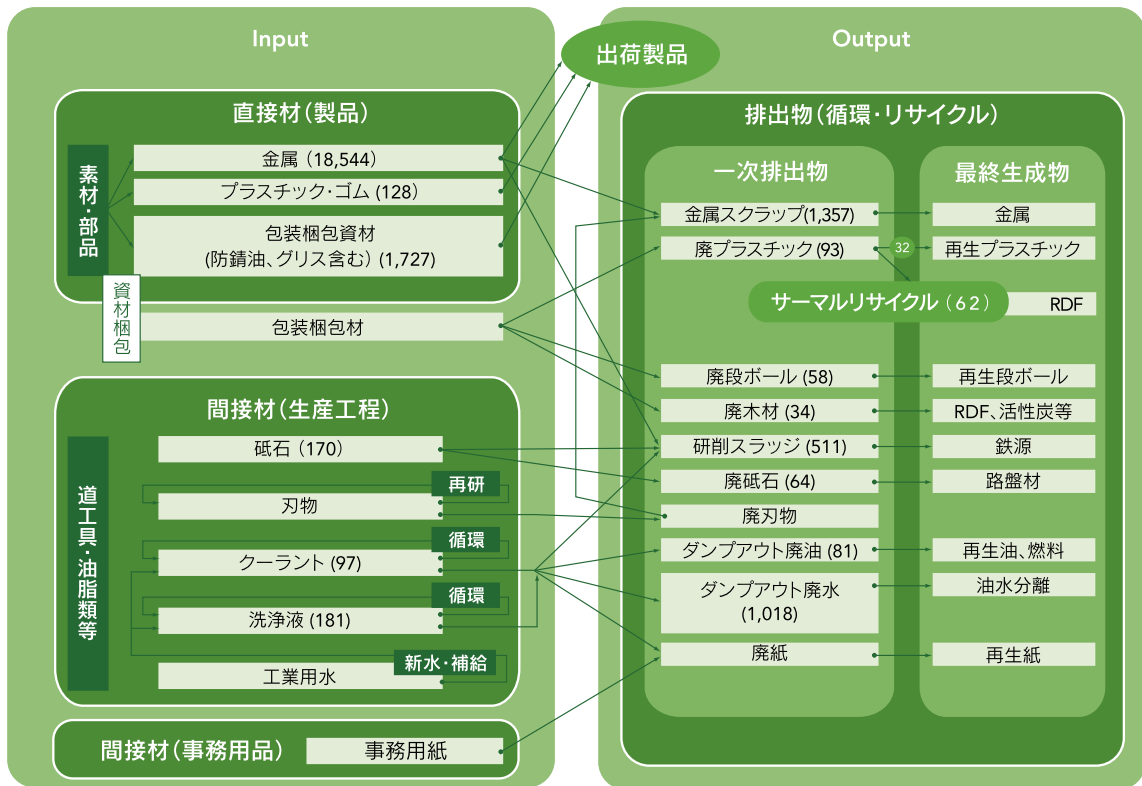 Input
直接材（製品）
素材・部品
金属（18,544）
プラスチック・ゴム（128）
包装梱包資材
（防錆油、グリス含む）（1,727）
資材梱包
包装梱包材
間接材（生産工程）
道工具・油脂類等
砥石（170）
再研
刃物
循環
クーラント (97)
循環
洗浄液 (181)
新水・補給
工業用水
間接材（事務用品）
事務用紙
出荷製品
Output
排出物（循環・リサイクル）
一次排出物
最終生成物
金属スクラップ(1,357)
金属
廃プラスチック (93)
32
再生プラスチック
サーマルリサイクル（62）
RDF
廃段ボール (58)
再生段ボール
廃木材 (34)
RDF、活性炭等
研削スラッジ (511)
鉄源
廃砥石 (64)
路盤材
廃刃物
ダンプアウト廃油 (81)
再生油、燃料
ダンプアウト廃水
(1,018)
油水分離
廃紙
再生紙